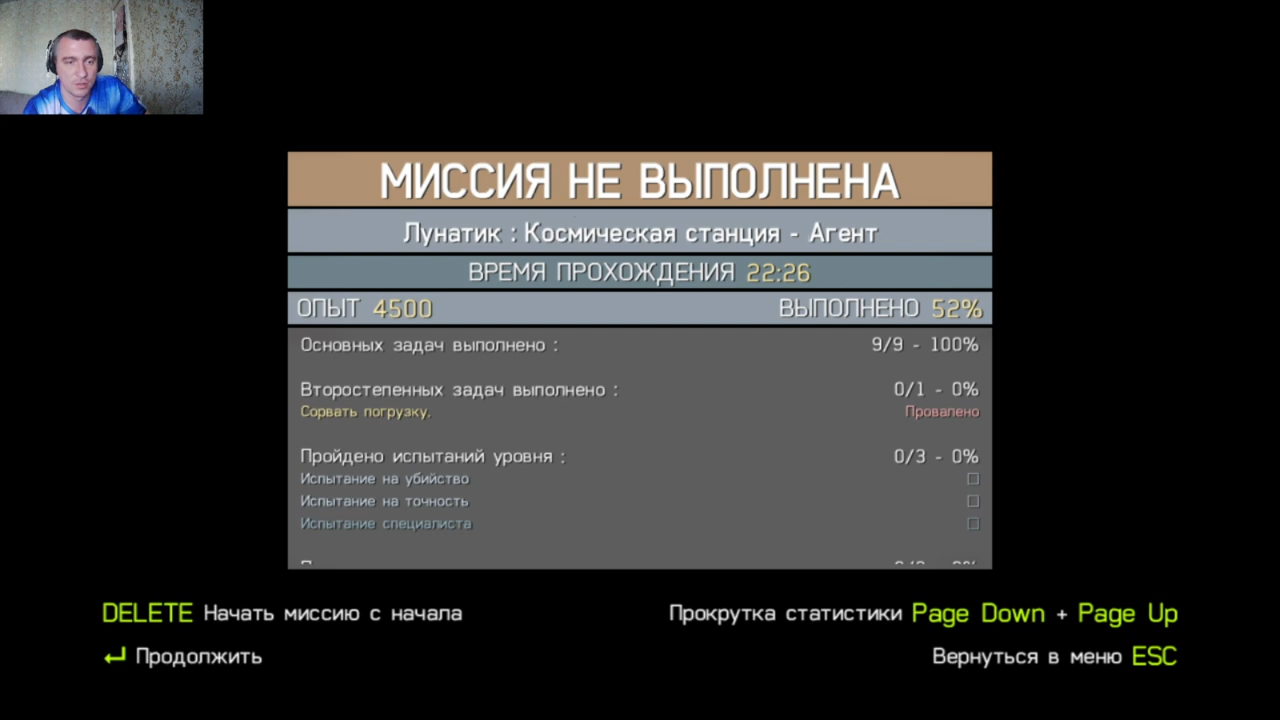 МИССИЯ НЕ ВЫПОЛНЕНА
Лунатик : Космическая станция - Агент
ВРЕМЯ ПРОХОЖДЕНИЯ 22:26
ОПЫТ 4500 ВЫПОЛНЕНО 52%
Основных задач выполнено : 9/9 - 100%
Второстепенных задач выполнено : 0/1 - 0%
Сорвать погрузку. Провалено
Пройдено испытаний уровня : 0/3 - 0%
Испытание на убийство
Испытание на точность
Испытание специалиста
DELETE Начать миссию с начала Прокрутка статистики Page Down + Page Up
Продолжить Вернуться в меню ESC